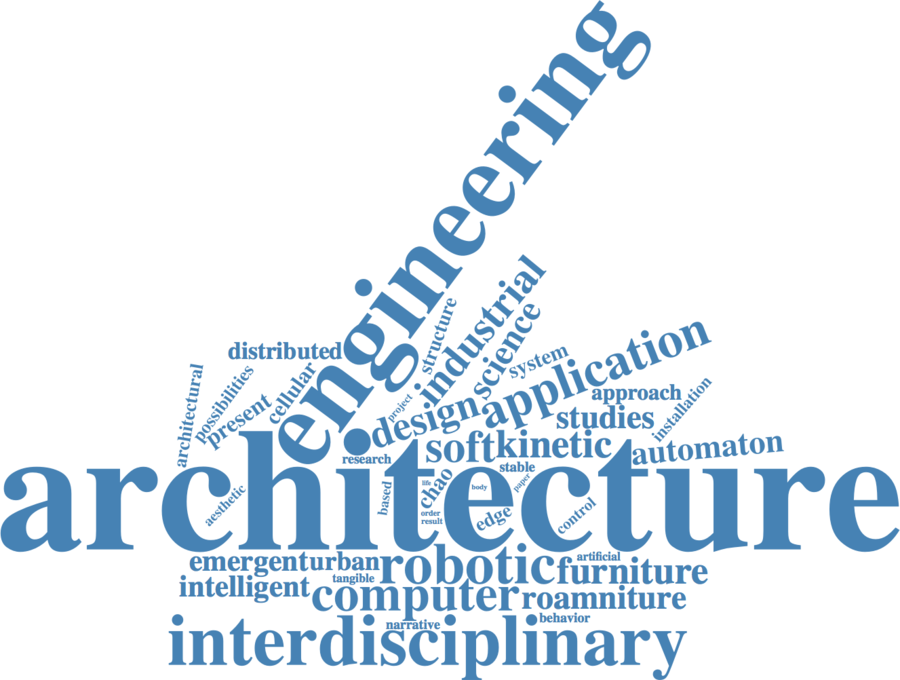 engineering
industrial
structure
science
system
application
distributed
cellular
architectural
possibilities
present
project
design
approach
installation
studies
soft
kinetic
automaton
research
stable
architecture
aesthetic
based
life
chao
body
paper
order
result
edge
control
emergent
urban
robotic
artificial
furniture
intelligent
tangible
computer
roamniture
narrative
behavior
interdisciplinary